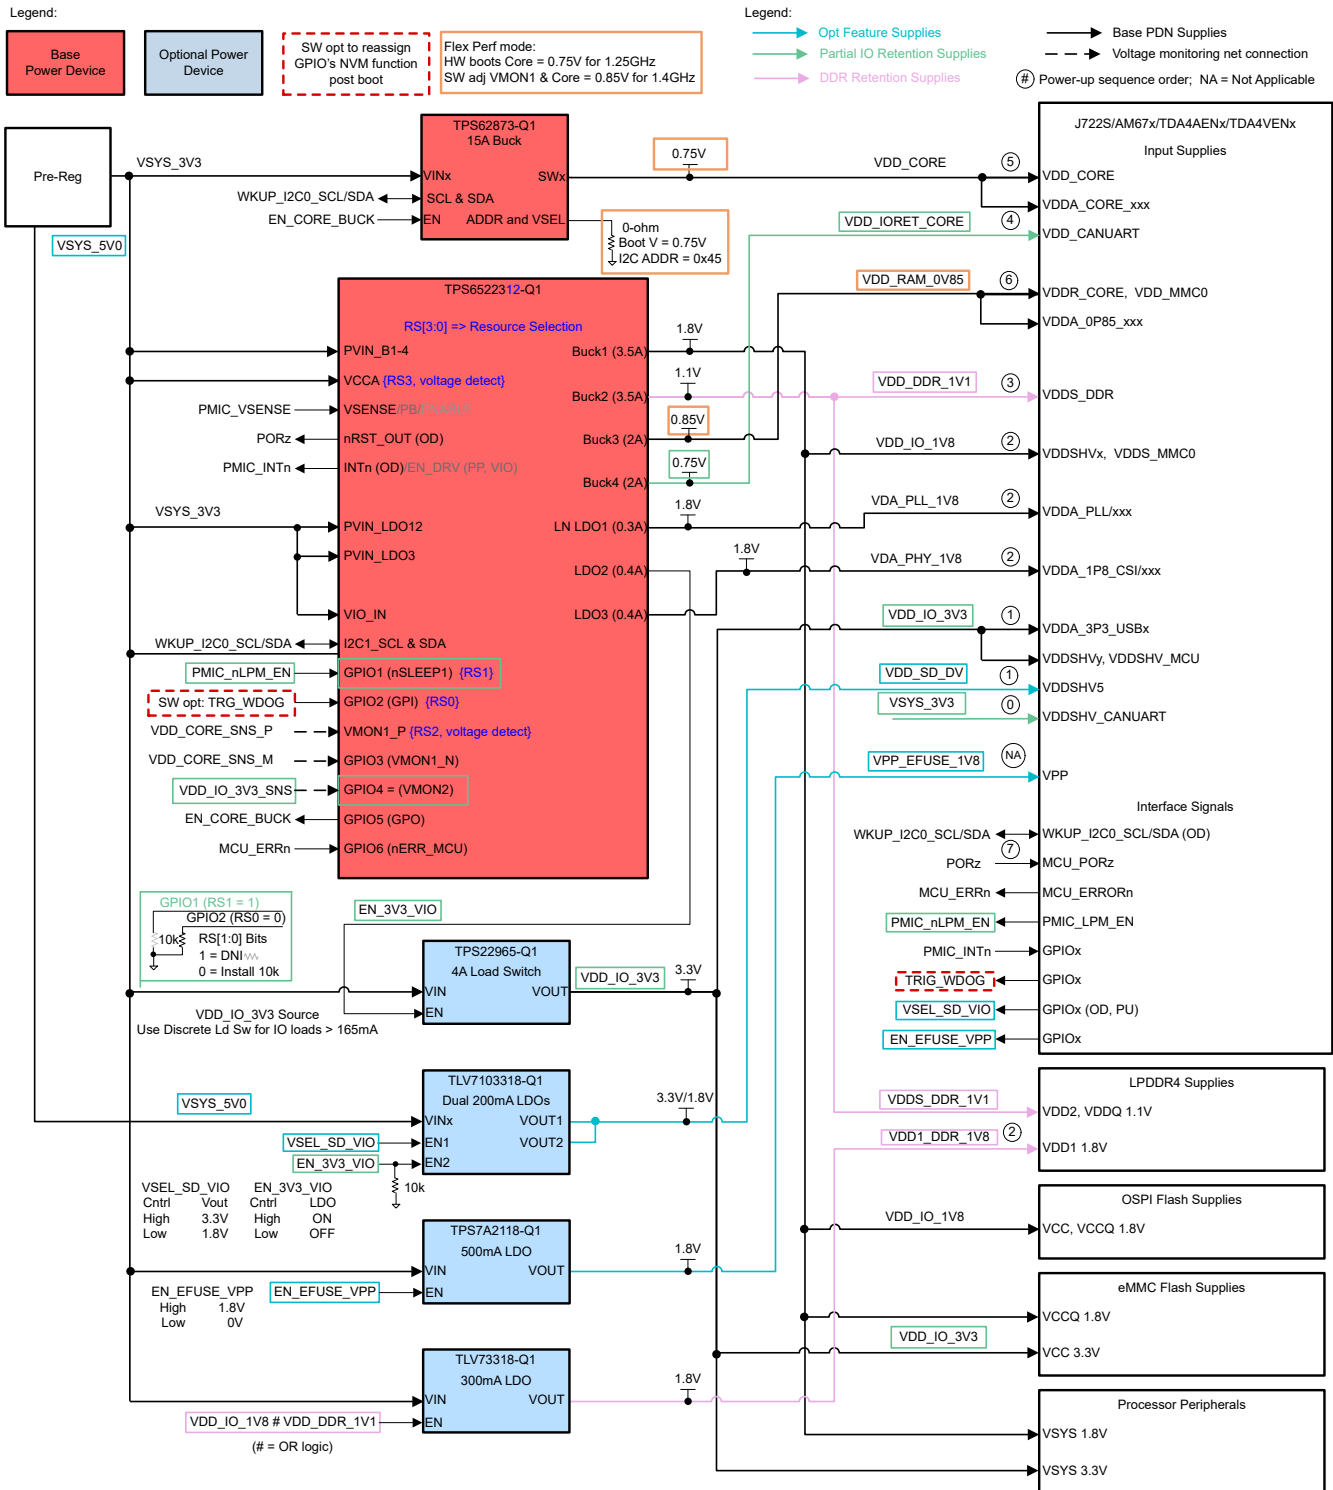 Legend:
Base
Power Device
Optional Power
Device
SW opt to reassign
GPIO's NVM function
post boot
Flex Perf mode:
HW boots Core = 0.75V for 1.25GHz
SW adj VMON1 & Core = 0.85V for 1.4GHz
Legend:
Opt Feature Supplies
Partial IO Retention Supplies
DDR Retention Supplies
Base PDN Supplies
Voltage monitoring net connection
# Power-up sequence order; NA = Not Applicable
Pre-Reg
VSYS_3V3
VSYS_5V0
WKUP_I2C0_SCL/SDA
EN_CORE_BUCK
TPS62873-Q1
15A Buck
VINx
SWx
SCL & SDA
EN
ADDR and VSEL
0.75V
0-ohm
Boot V = 0.75V
I2C ADDR = 0x45
TPS6522312-Q1
RS[3:0] => Resource Selection
PVIN_B1-4
VCCA {RS3, voltage detect}
PMIC_VSENSE
VSENSE/PB/ENABLE
PORz
nRST_OUT (OD)
PMIC_INTn
INTn (OD)/EN_DRV (PP, VIO)
VSYS_3V3
PVIN_LDO12
PVIN_LDO3
VIO_IN
WKUP_I2C0_SCL/SDA
I2C1_SCL & SDA
PMIC_nLPM_EN
GPIO1 (nSLEEP1) {RS1}
SW opt: TRG_WDOG
GPIO2 (GPI) {RS0}
VDD_CORE_SNS_P
VMON1_P {RS2, voltage detect}
VDD_CORE_SNS_M
GPIO3 (VMON1_N)
VDD_IO_3V3_SNS
GPIO4 = (VMON2)
EN_CORE_BUCK
GPIO5 (GPO)
MCU_ERRn
GPIO6 (nERR_MCU)
Buck1 (3.5A)
1.8V
Buck2 (3.5A)
1.1V
Buck3 (2A)
0.85V
Buck4 (2A)
0.75V
LN LDO1 (0.3A)
1.8V
LDO2 (0.4A)
LDO3 (0.4A)
1.8V
J722S/AM67x/TDA4AENx/TDA4VENx
Input Supplies
VDD_CORE
5
VDD_CORE
VDDA_CORE_xxx
VDD_IORET_CORE
4
VDD_CANUART
VDD_RAM_0V85
6
VDDR_CORE, VDD_MMC0
VDDA_0P85_xxx
VDD_DDR_1V1
3
VDDS_DDR
VDD_IO_1V8
2
VDDSHVx, VDDS_MMC0
VDA_PLL_1V8
2
VDDA_PLL/xxx
VDA_PHY_1V8
2
VDDA_1P8_CSI/xxx
VDD_IO_3V3
1
VDDA_3P3_USBx
VDDSHVy, VDDSHV_MCU
VDD_SD_DV
1
VDDSHV5
VSYS_3V3
0
VDDSHV_CANUART
VPP_EFUSE_1V8
NA
VPP
Interface Signals
WKUP_I2C0_SCL/SDA
WKUP_I2C0_SCL/SDA (OD)
PORz
7
MCU_PORz
MCU_ERRn
MCU_ERRORn
PMIC_nLPM_EN
PMIC_LPM_EN
PMIC_INTn
GPIOx
TRIG_WDOG
GPIOx
VSEL_SD_VIO
GPIOx (OD, PU)
EN_EFUSE_VPP
GPIOx
GPIO1 (RS1 = 1)
GPIO2 (RS0 = 0)
10k
RS[1:0] Bits
1 = DNI
0 = Install 10k
EN_3V3_VIO
TPS22965-Q1
4A Load Switch
VIN
VOUT
EN
VDD_IO_3V3
3.3V
VDD_IO_3V3 Source
Use Discrete Ld Sw for IO loads > 165mA
VSYS_5V0
TLV7103318-Q1
Dual 200mA LDOs
VINx
VOUT1
EN1
VOUT2
EN2
VSEL_SD_VIO
EN_3V3_VIO
10k
3.3V/1.8V
VSEL_SD_VIO EN_3V3_VIO
Cntrl Vout Cntrl LDO
High 3.3V High ON
Low 1.8V Low OFF
TPS7A2118-Q1
500mA LDO
VIN
VOUT
EN
1.8V
EN_EFUSE_VPP
EN_EFUSE_VPP
High 1.8V
Low 0V
TLV73318-Q1
300mA LDO
VIN
VOUT
EN
1.8V
VDD_IO_1V8 # VDD_DDR_1V1
(# = OR logic)
LPDDR4 Supplies
VDDS_DDR_1V1
VDD2, VDDQ 1.1V
VDD1_DDR_1V8
2
VDD1 1.8V
OSPI Flash Supplies
VDD_IO_1V8
VCC, VCCQ 1.8V
eMMC Flash Supplies
VCCQ 1.8V
VDD_IO_3V3
VCC 3.3V
Processor Peripherals
VSYS 1.8V
VSYS 3.3V